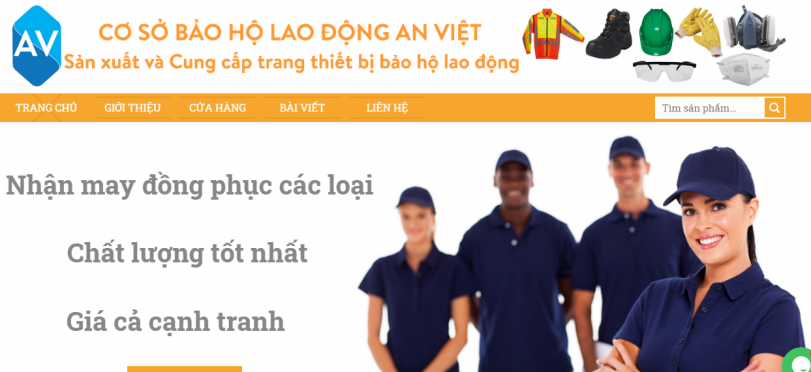 AV
CƠ SỞ BẢO HỘ LAO ĐỘNG AN VIỆT
Sản xuất và Cung cấp trang thiết bị bảo hộ lao động
TRANG CHỦ GIỚI THIỆU CỬA HÀNG BÀI VIẾT LIÊN HỆ Tìm sản phẩm...
Nhận may đồng phục các loại
Chất lượng tốt nhất
Giá cả cạnh tranh